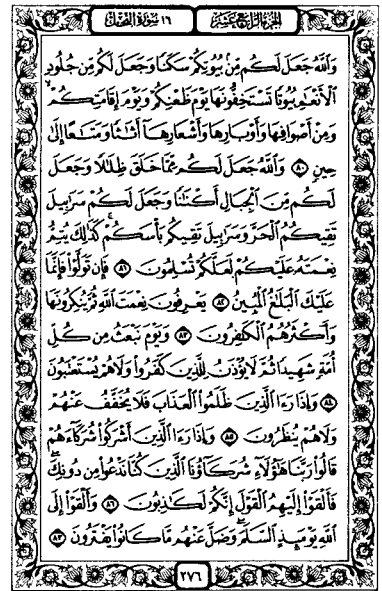 الجزء الرابع عشر
١٦ سورة النحل
وَٱللَّهُ جَعَلَ لَكُم مِّنۢ بُيُوتِكُمْ سَكَنًا وَجَعَلَ لَكُم مِّن جُلُودِ
ٱلْأَنْعَٰمِ بُيُوتًا تَسْتَخِفُّونَهَا يَوْمَ ظَعْنِكُمْ وَيَوْمَ إِقَامَتِكُمْ ۙ
وَمِنْ أَصْوَافِهَا وَأَوْبَارِهَا وَأَشْعَارِهَآ أَثَٰثًا وَمَتَٰعًا إِلَىٰ
حِينٍ ٨٠ وَٱللَّهُ جَعَلَ لَكُم مِّمَّا خَلَقَ ظِلَٰلًا وَجَعَلَ
لَكُم مِّنَ ٱلْجِبَالِ أَكْنَٰنًا وَجَعَلَ لَكُمْ سَرَٰبِيلَ
تَقِيكُمُ ٱلْحَرَّ وَسَرَٰبِيلَ تَقِيكُم بَأْسَكُمْ ۚ كَذَٰلِكَ يُتِمُّ
نِعْمَتَهُۥ عَلَيْكُمْ لَعَلَّكُمْ تُسْلِمُونَ ٨١ فَإِن تَوَلَّوْا۟ فَإِنَّمَا
عَلَيْكَ ٱلْبَلَٰغُ ٱلْمُبِينُ ٨٢ يَعْرِفُونَ نِعْمَتَ ٱللَّهِ ثُمَّ يُنكِرُونَهَا
وَأَكْثَرُهُمُ ٱلْكَٰفِرُونَ ٨٣ وَيَوْمَ نَبْعَثُ مِن كُلِّ
أُمَّةٍ شَهِيدًا ثُمَّ لَا يُؤْذَنُ لِلَّذِينَ كَفَرُوا۟ وَلَا هُمْ يُسْتَعْتَبُونَ
٨٤ وَإِذَا رَءَا ٱلَّذِينَ ظَلَمُوا۟ ٱلْعَذَابَ فَلَا يُخَفَّفُ عَنْهُمْ
وَلَا هُمْ يُنظَرُونَ ٨٥ وَإِذَا رَءَا ٱلَّذِينَ أَشْرَكُوا۟ شُرَكَآءَهُمْ
قَالُوا۟ رَبَّنَا هَٰٓؤُلَآءِ شُرَكَآؤُنَا ٱلَّذِينَ كُنَّا نَدْعُوا۟ مِن دُونِكَ ۖ
فَأَلْقَوْا۟ إِلَيْهِمُ ٱلْقَوْلَ إِنَّكُمْ لَكَٰذِبُونَ ٨٦ وَأَلْقَوْا۟ إِلَى
ٱللَّهِ يَوْمَئِذٍ ٱلسَّلَمَ ۖ وَضَلَّ عَنْهُم مَّا كَانُوا۟ يَفْتَرُونَ ٨٧
٢٧٦